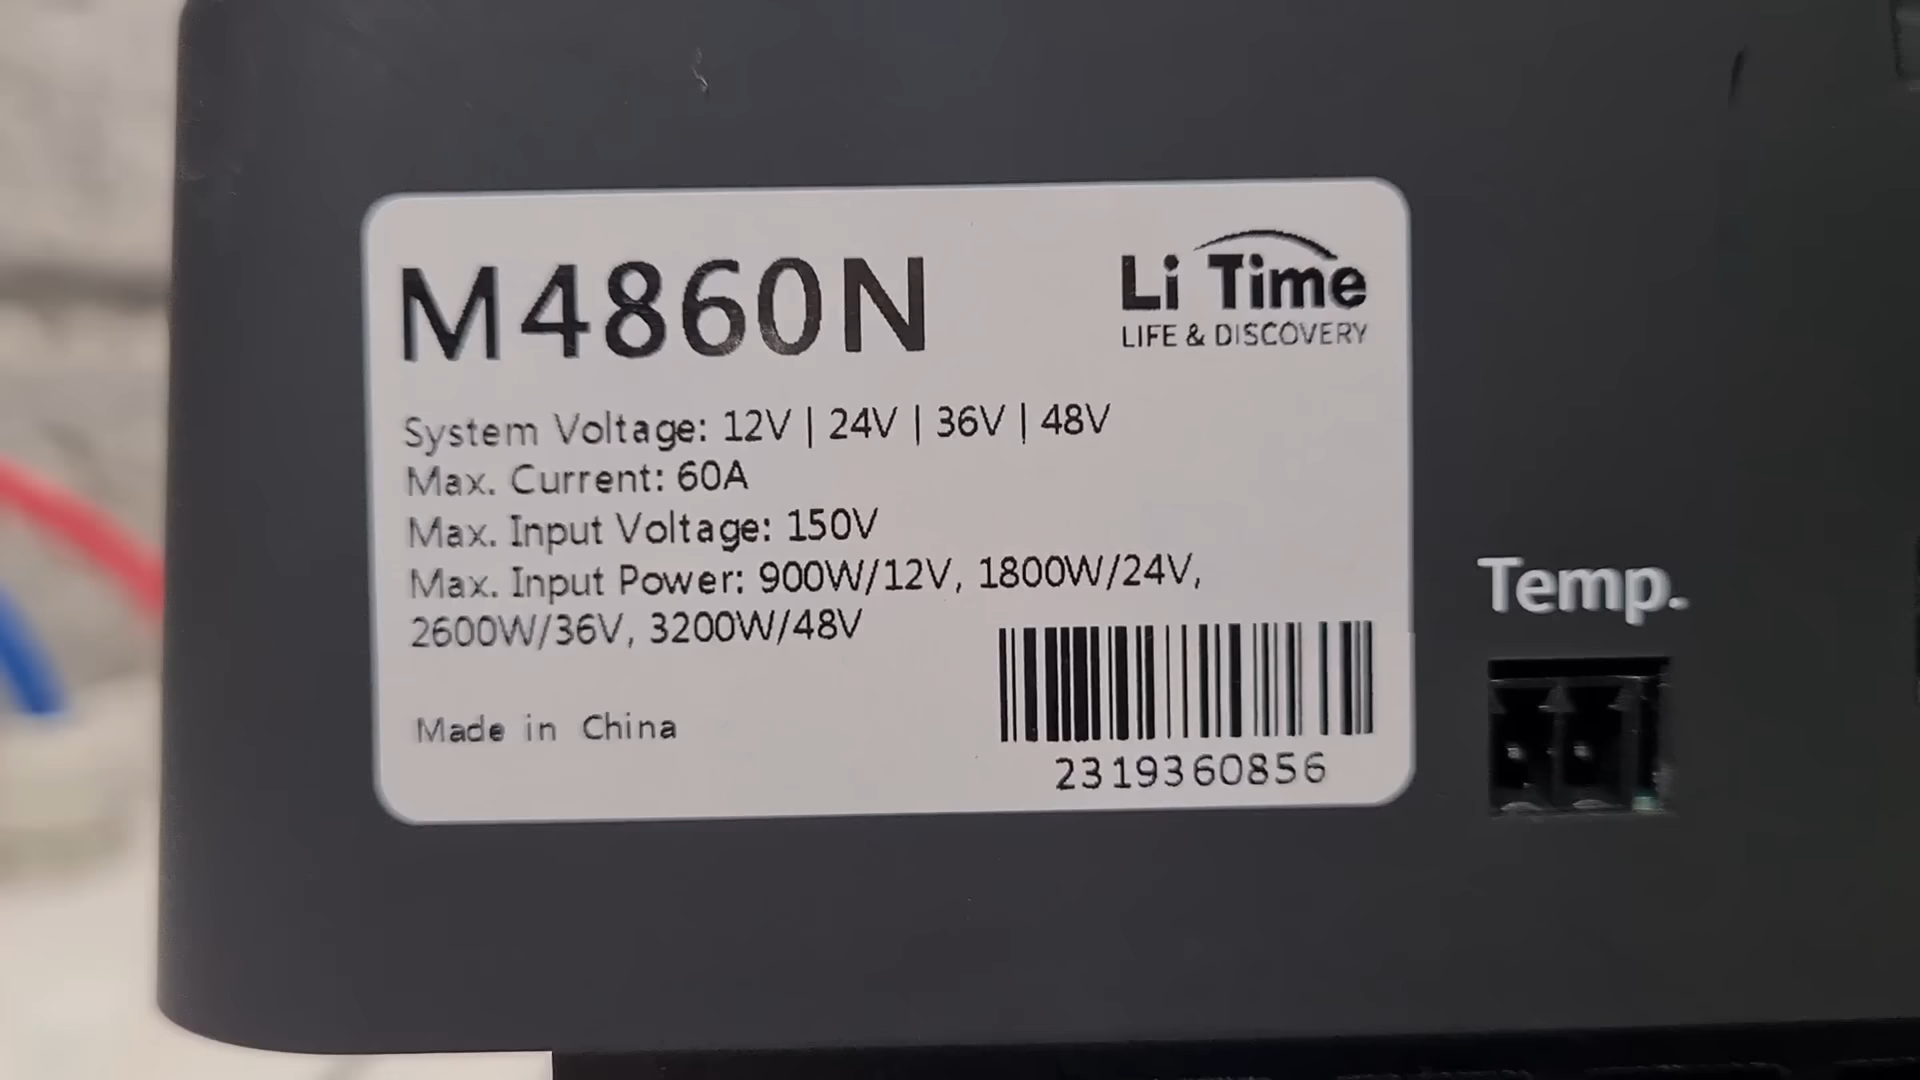 M4860N
Li Time
LIFE & DISCOVERY
System Voltage: 12V | 24V | 36V | 48V
Max. Current: 60A
Max. Input Voltage: 150V
Max. Input Power: 900W/12V, 1800W/24V,
2600W/36V, 3200W/48V
Made in China
2319360856
Temp.